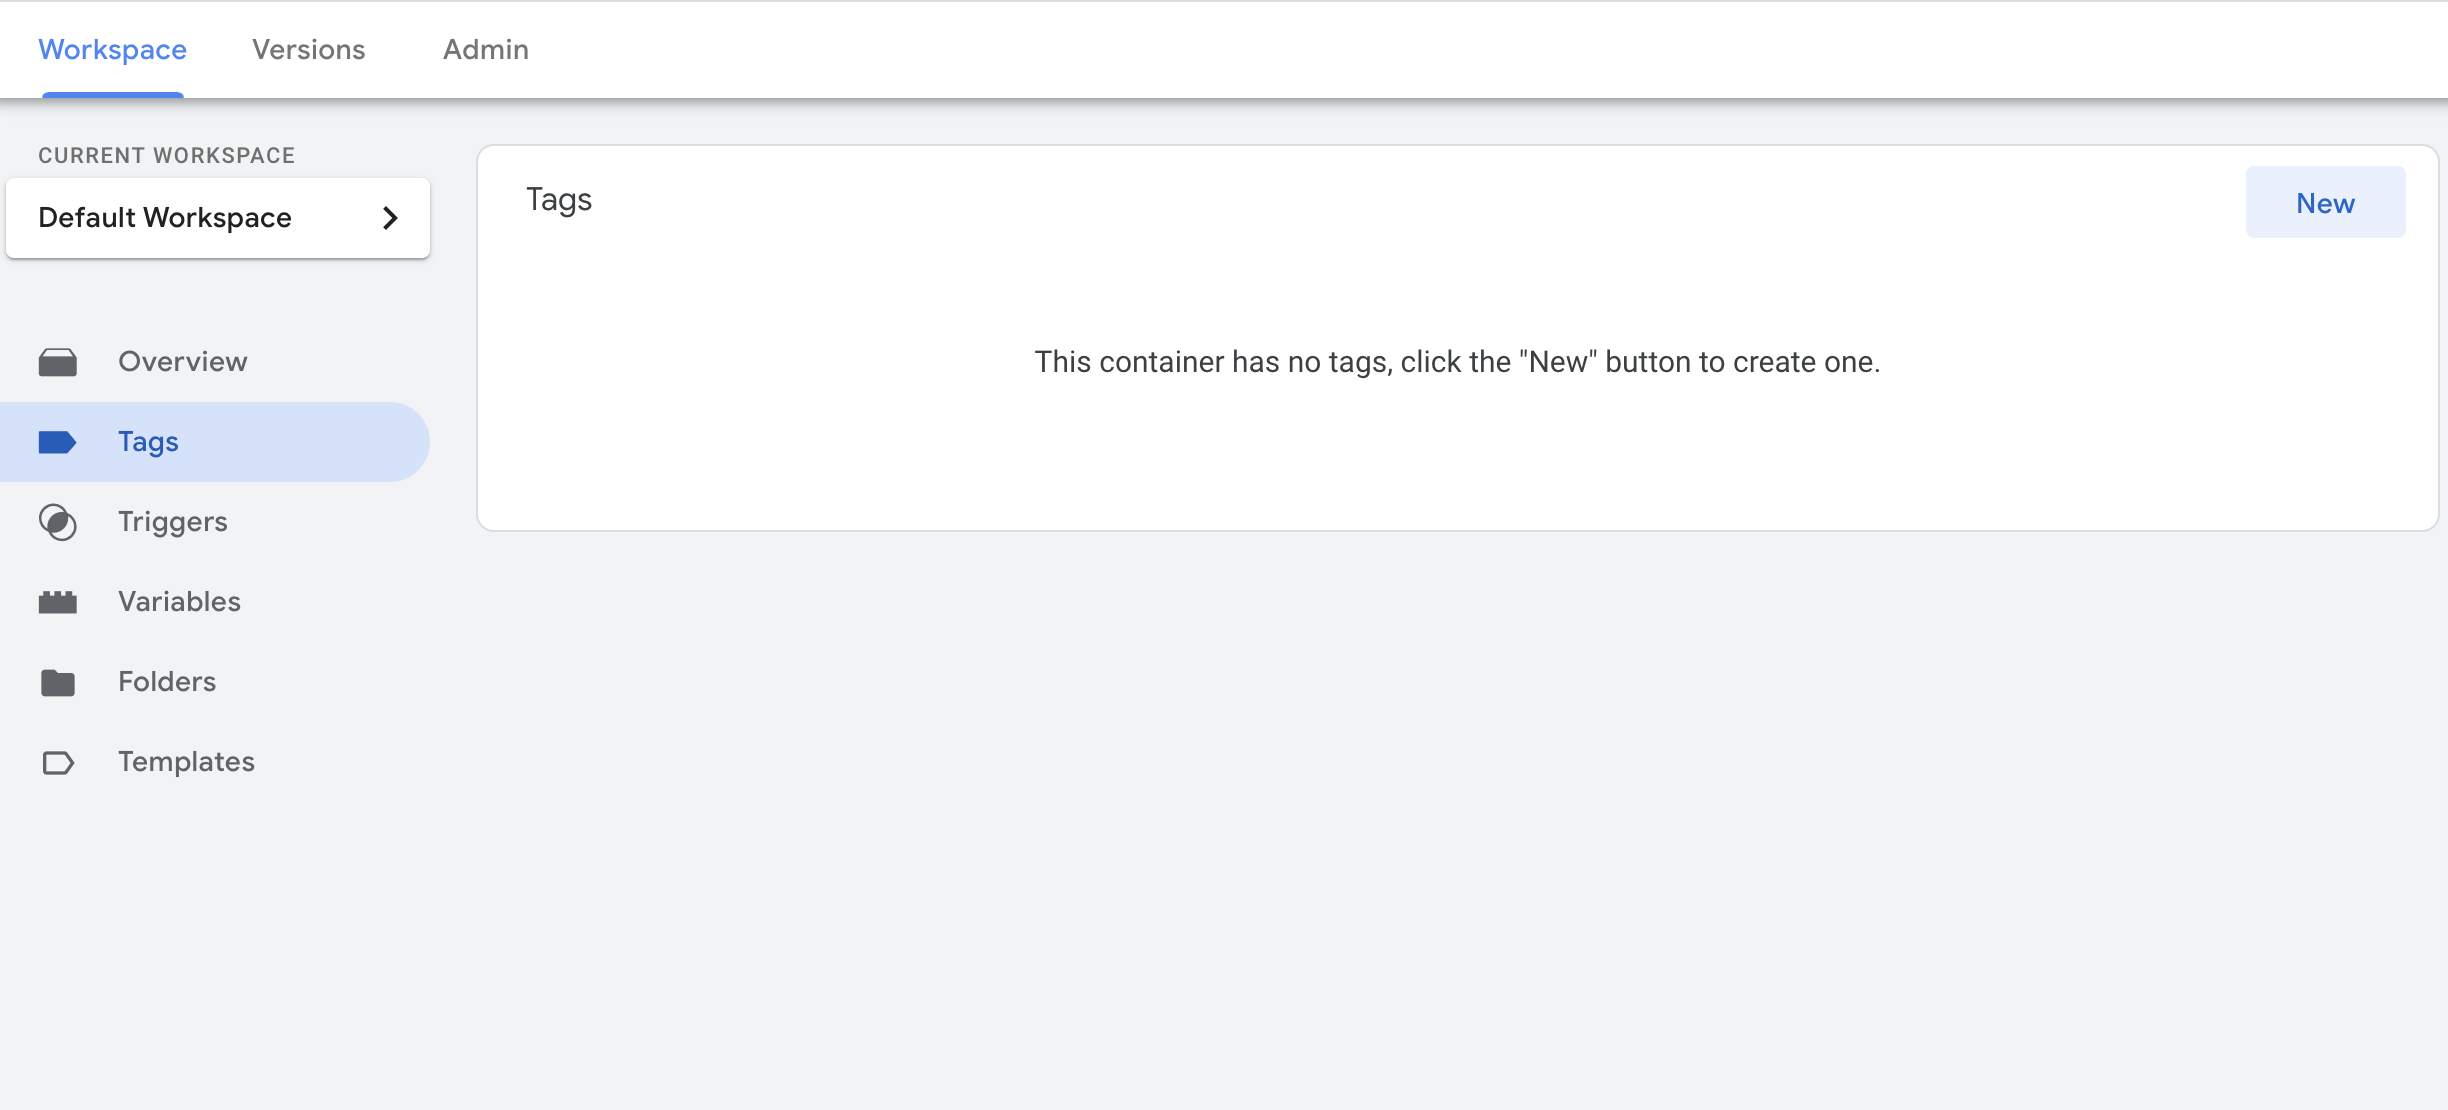 Workspace Versions Admin
CURRENT WORKSPACE
Default Workspace
Overview
Tags
Triggers
Variables
Folders
Templates
Tags
New
This container has no tags, click the "New" button to create one.